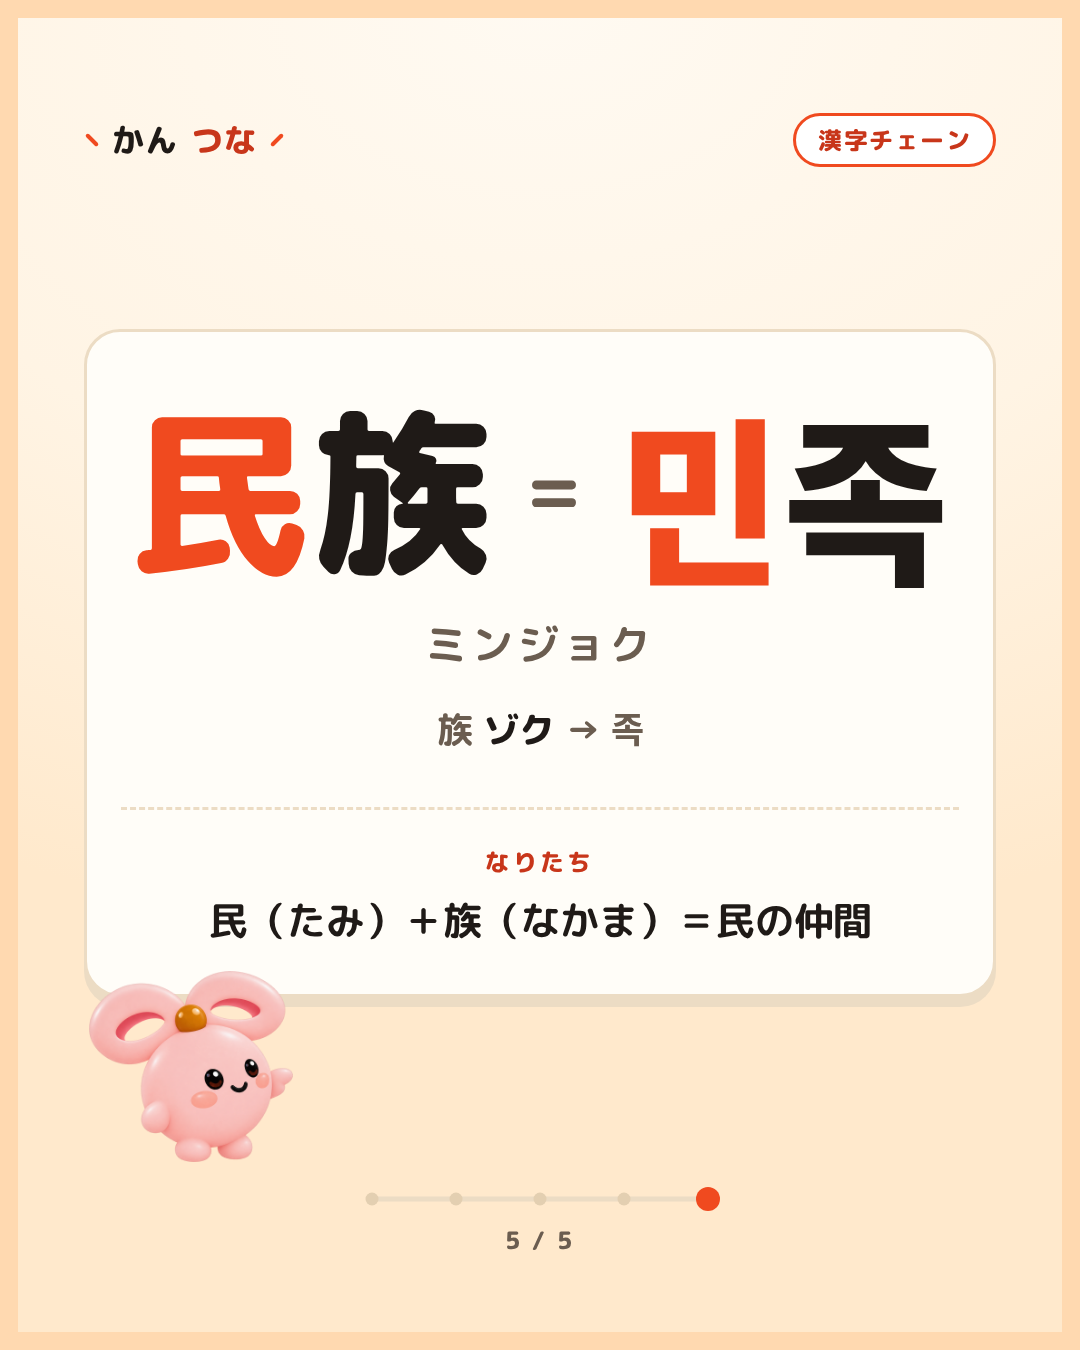 かん つな
漢字チェーン
民族 = 민족
ミンジョク
族 ゾク → 족
なりたち
民（たみ）＋族（なかま）＝民の仲間
5 / 5